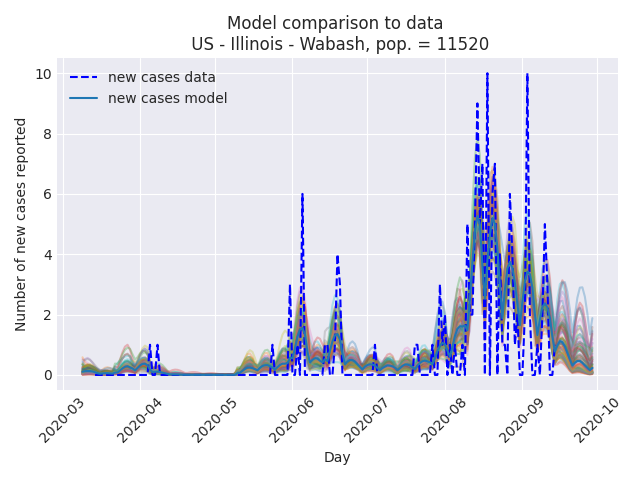 Model comparison to data
US - Illinois - Wabash, pop. = 11520
new cases data
new cases model
Number of new cases reported
10
8
6
4
2
0
2020-03
2020-04
2020-05
2020-06
2020-07
2020-08
2020-09
2020-10
Day